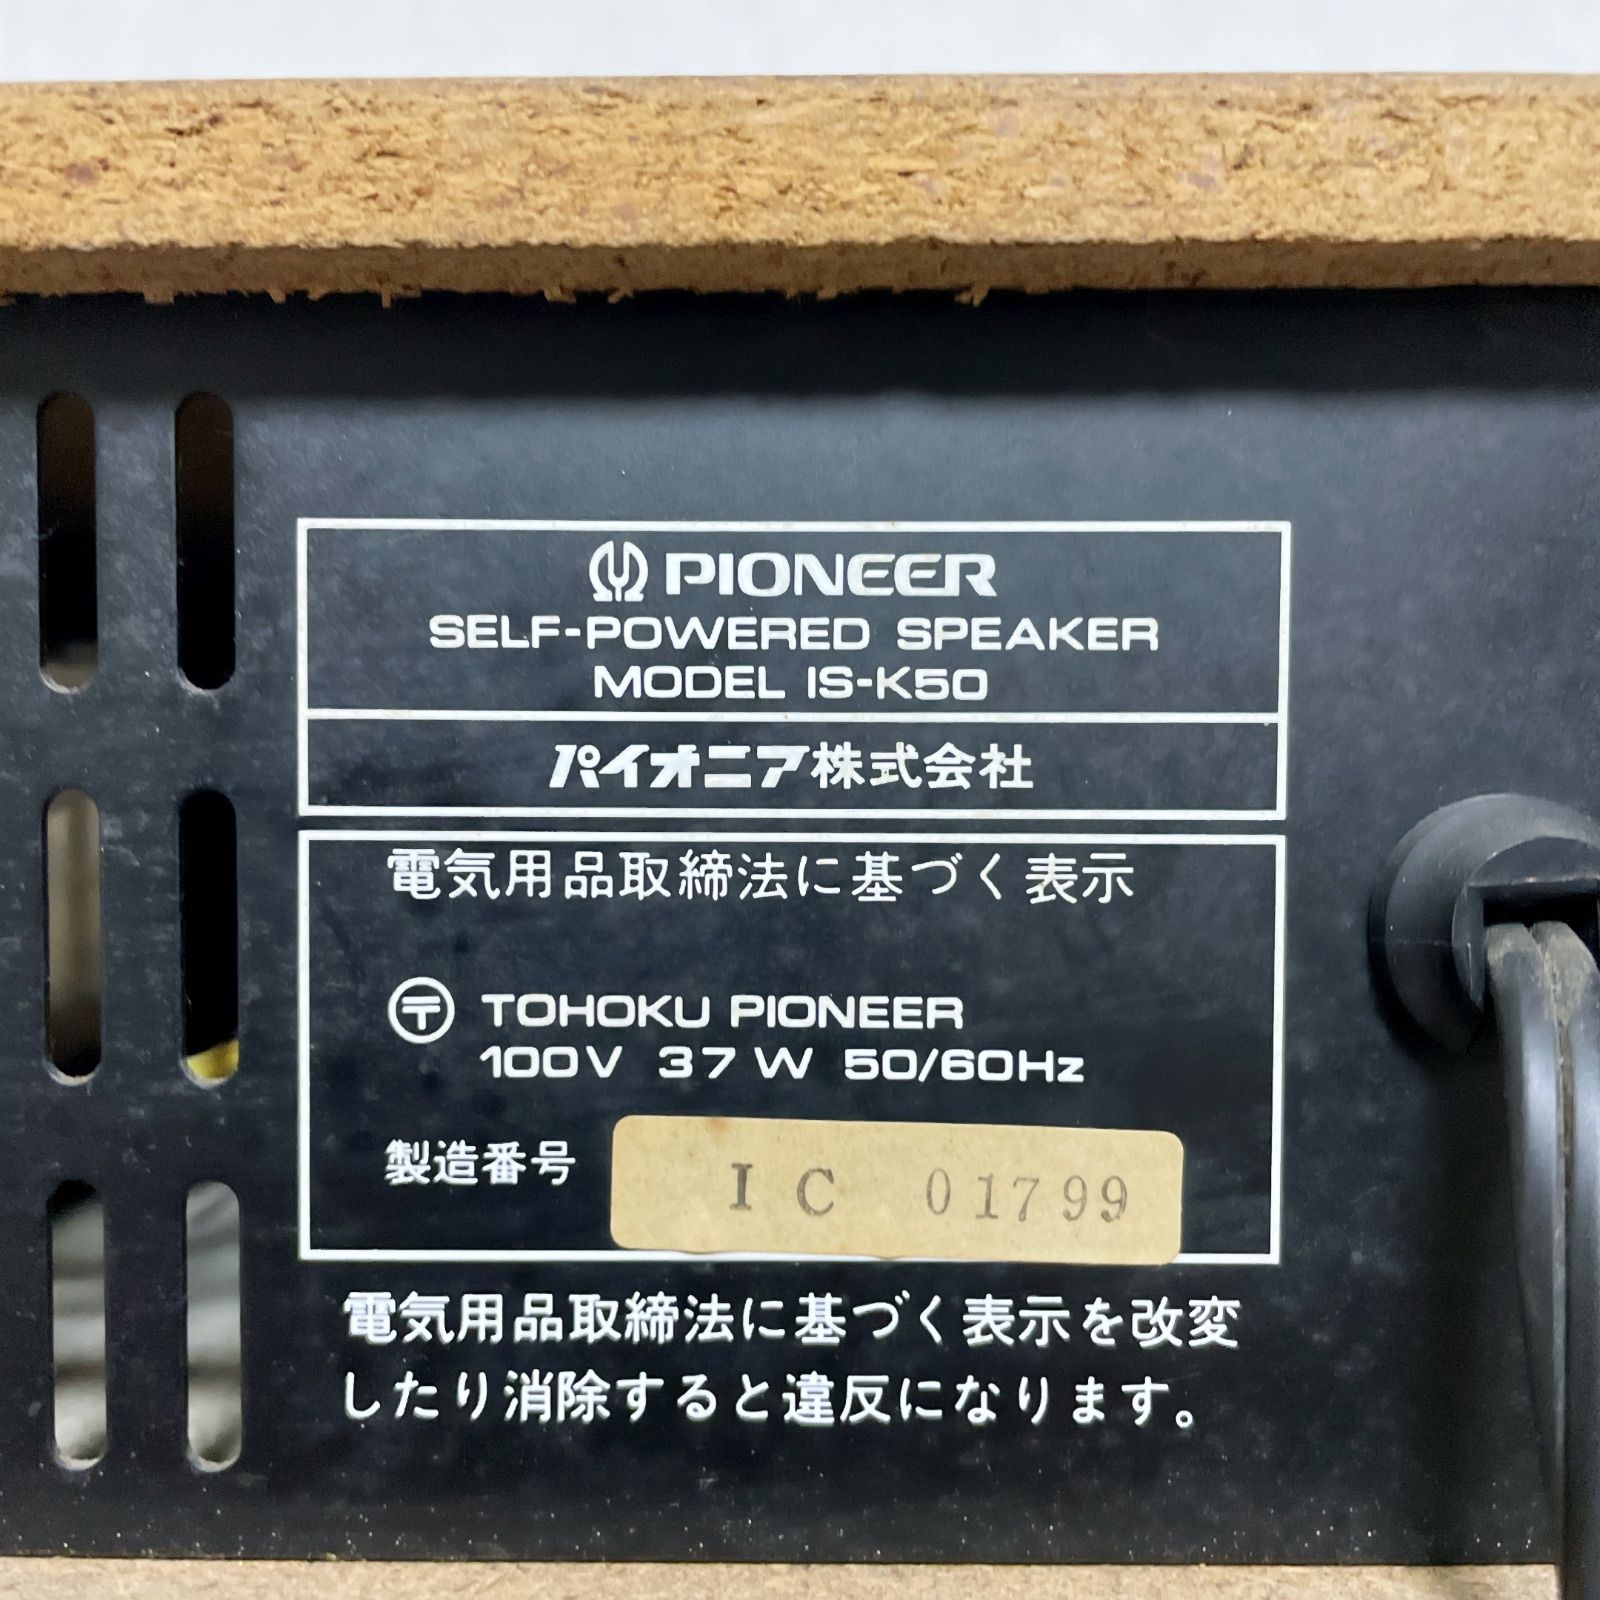 PIONEER
SELF-POWERED SPEAKER
MODEL IS-K50
パイオニア株式会社
電気用品取締法に基づく表示
〒 TOHOKU PIONEER
100V 37W 50/60Hz
製造番号 IC 01799
電気用品取締法に基づく表示を改変
したり消除すると違反になります。